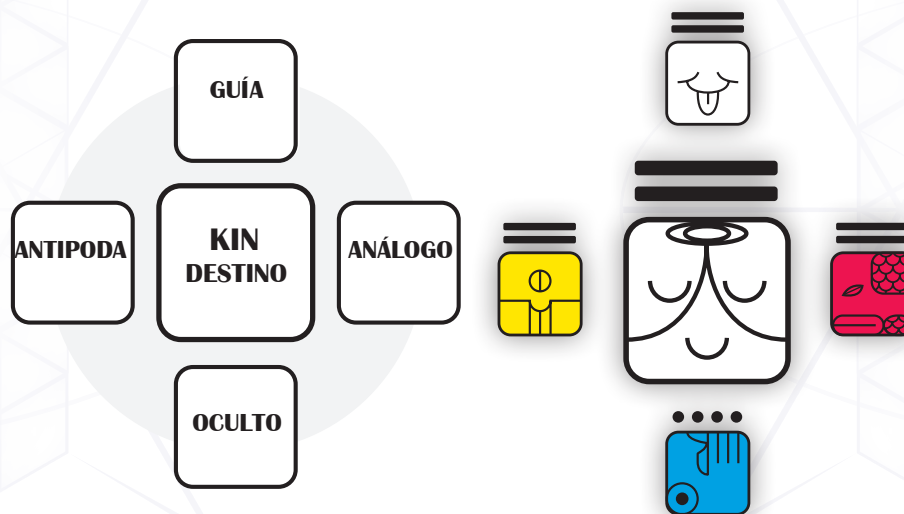 GUÍA
ANTIPODA
KIN
DESTINO
ANÁLOGO
OCULTO